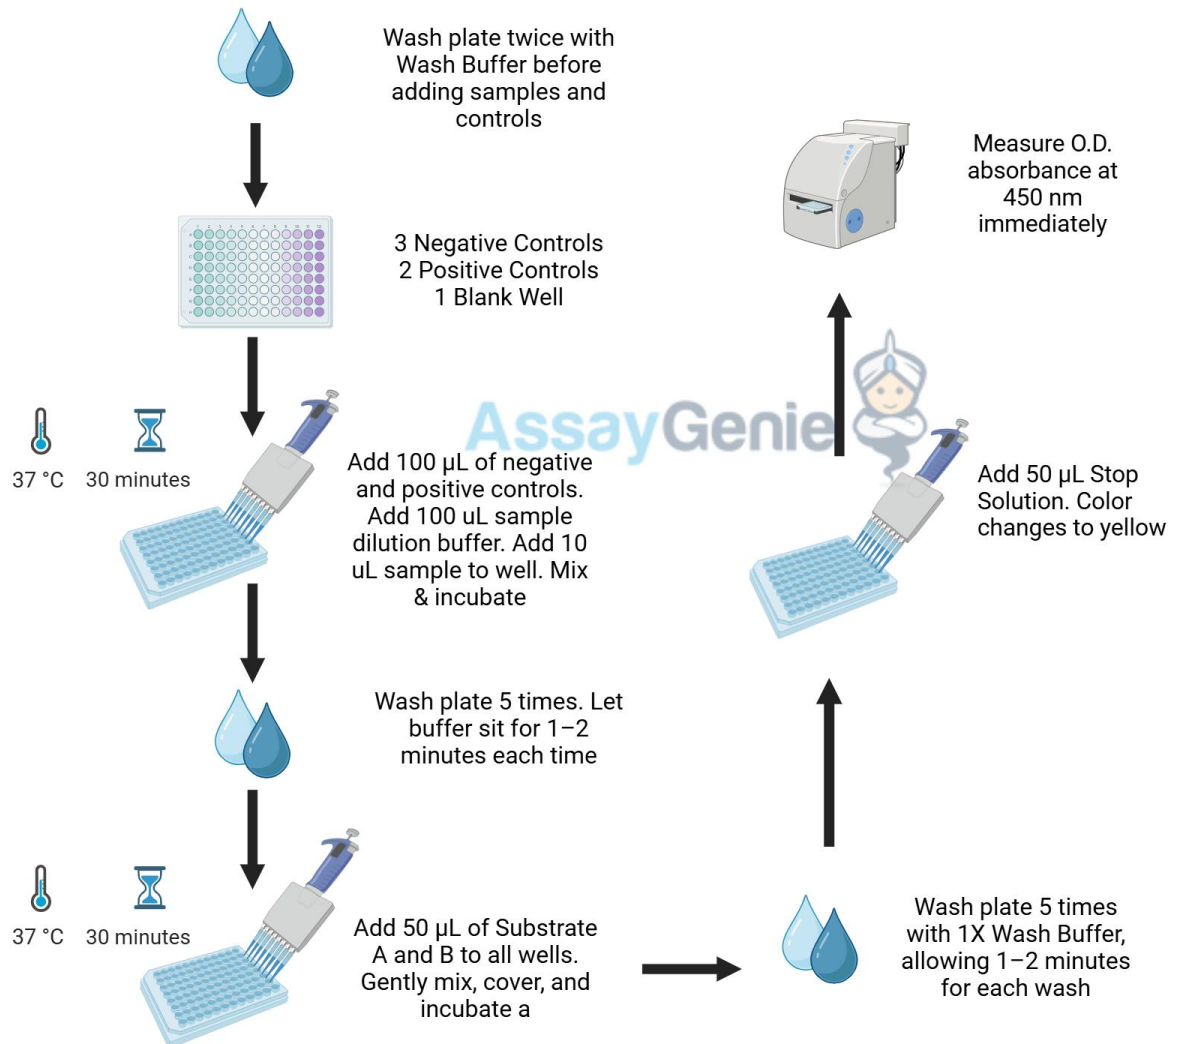 Wash plate twice with
Wash Buffer before
adding samples and
controls
3 Negative Controls
2 Positive Controls
1 Blank Well
37 °C
30 minutes
Add 100 µL of negative
and positive controls.
Add 100 uL sample
dilution buffer. Add 10
uL sample to well. Mix
& incubate
Wash plate 5 times. Let
buffer sit for 1–2
minutes each time
37 °C
30 minutes
Add 50 µL of Substrate
A and B to all wells.
Gently mix, cover, and
incubate a
Wash plate 5 times
with 1X Wash Buffer,
allowing 1–2 minutes
for each wash
Add 50 µL Stop
Solution. Color
changes to yellow
Measure O.D.
absorbance at
450 nm
immediately
AssayGenie